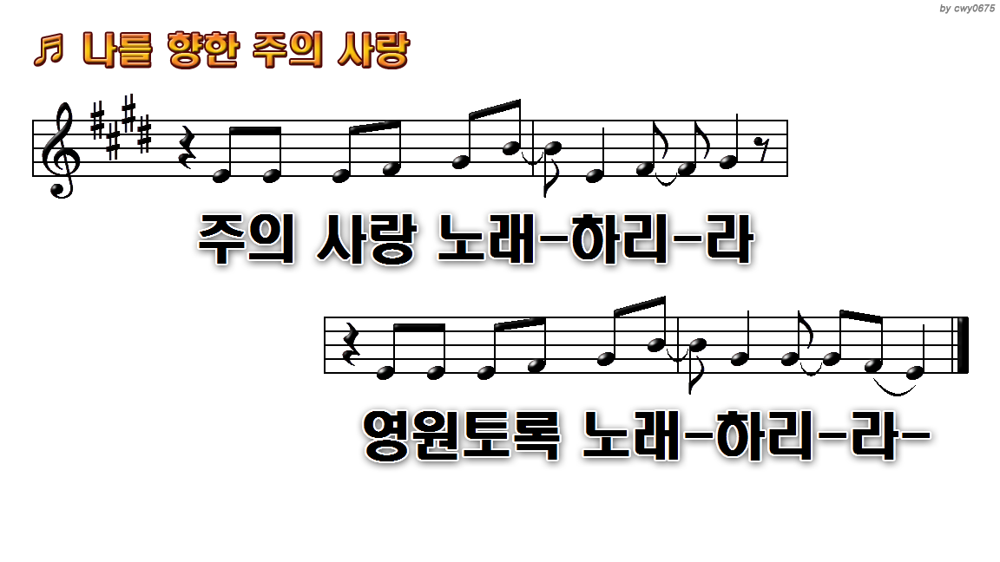 by cwy0675
♬ 나를 향한 주의 사랑
주의 사랑 노래-하리-라
영원토록 노래-하리-라-